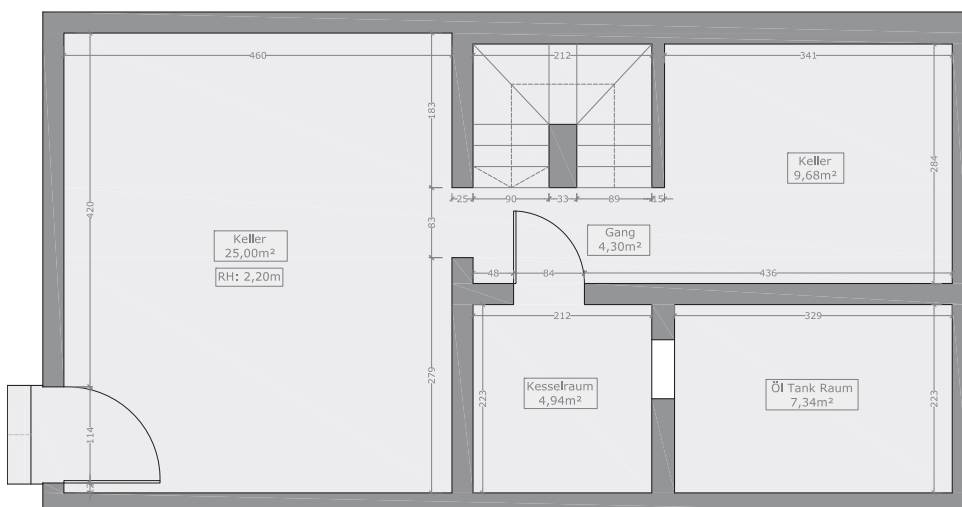 460
212
341
183
Keller
9,68m²
284
25
90
33
89
15
420
83
Keller
25,00m²
RH: 2,20m
Gang
4,30m²
48
84
436
212
329
279
223
Kesselraum
4,94m²
Öl Tank Raum
7,34m²
223
114
12